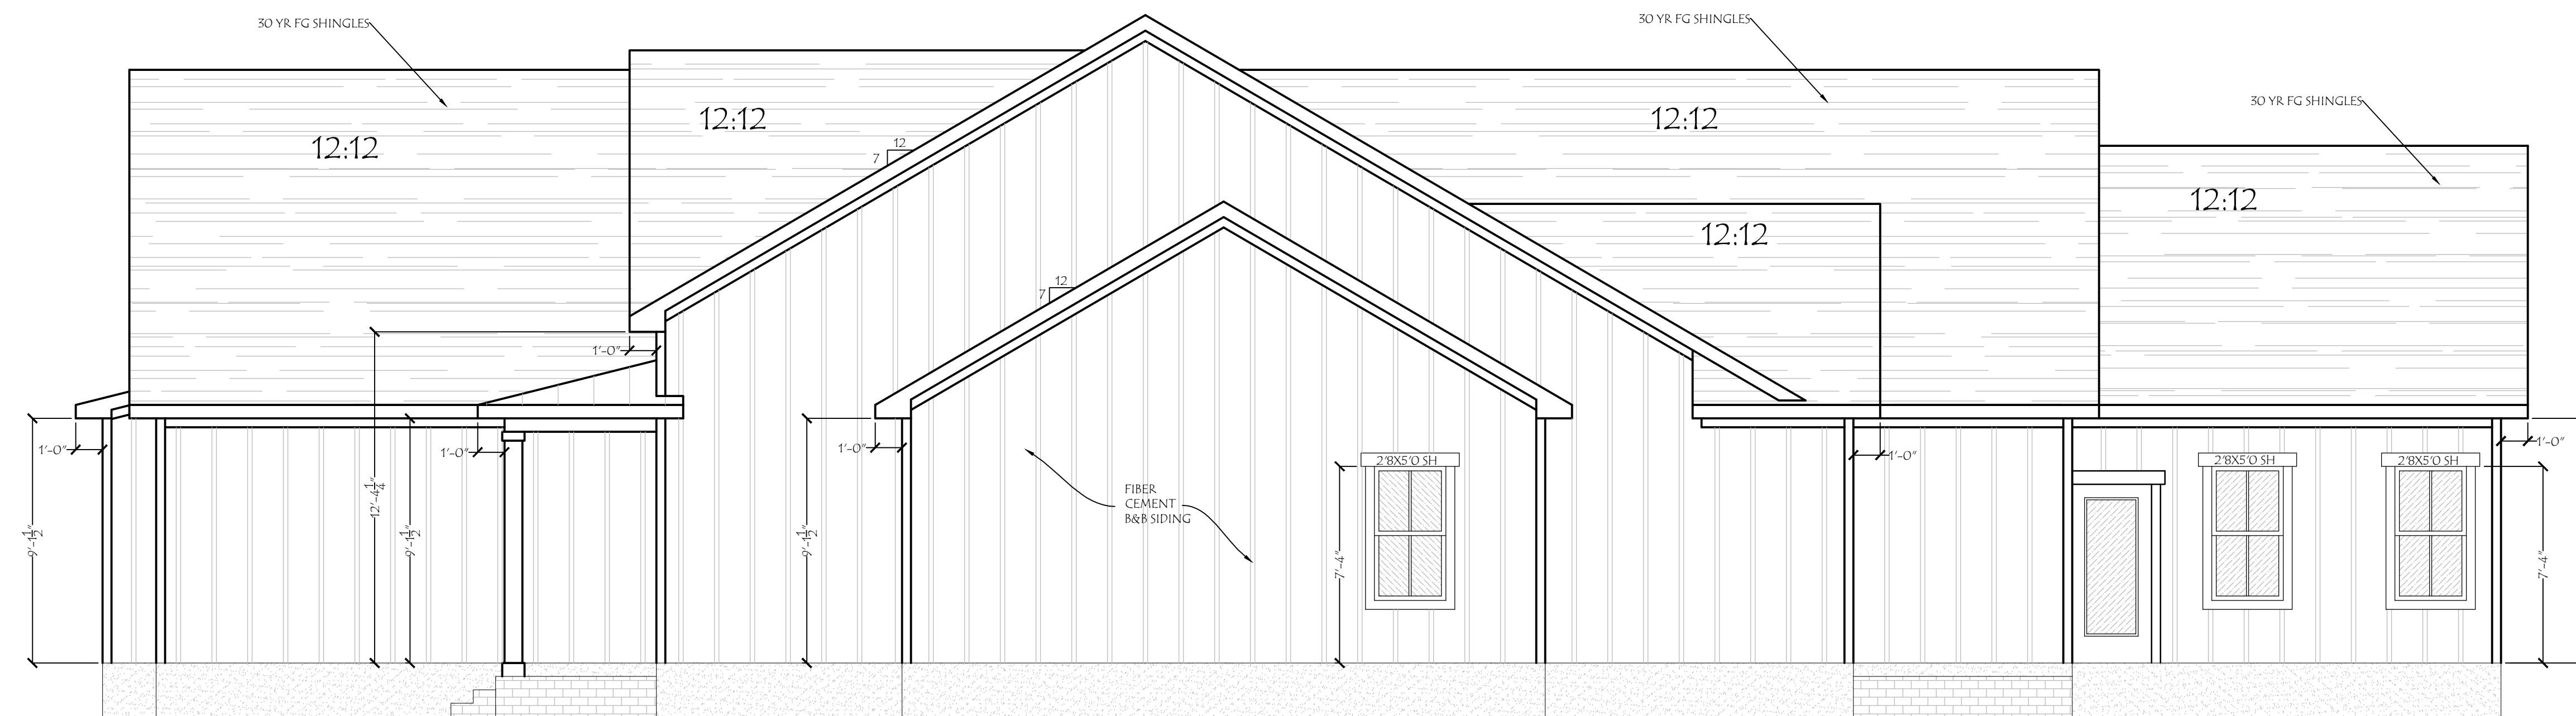 30 YR FG SHINGLES
30 YR FG SHINGLES
30 YR FG SHINGLES
12:12
12:12
12:12
12:12
12:12
12
7
12
7
1'-0"
1'-0"
1'-0"
1'-0"
1'-0"
1'-0"
9'-1 1/2"
12'-4 1/4"
9'-1 1/2"
9'-1 1/2"
7'-4"
7'-4"
2'8X5'0 SH
2'8X5'0 SH
2'8X5'0 SH
FIBER
CEMENT
B&B SIDING